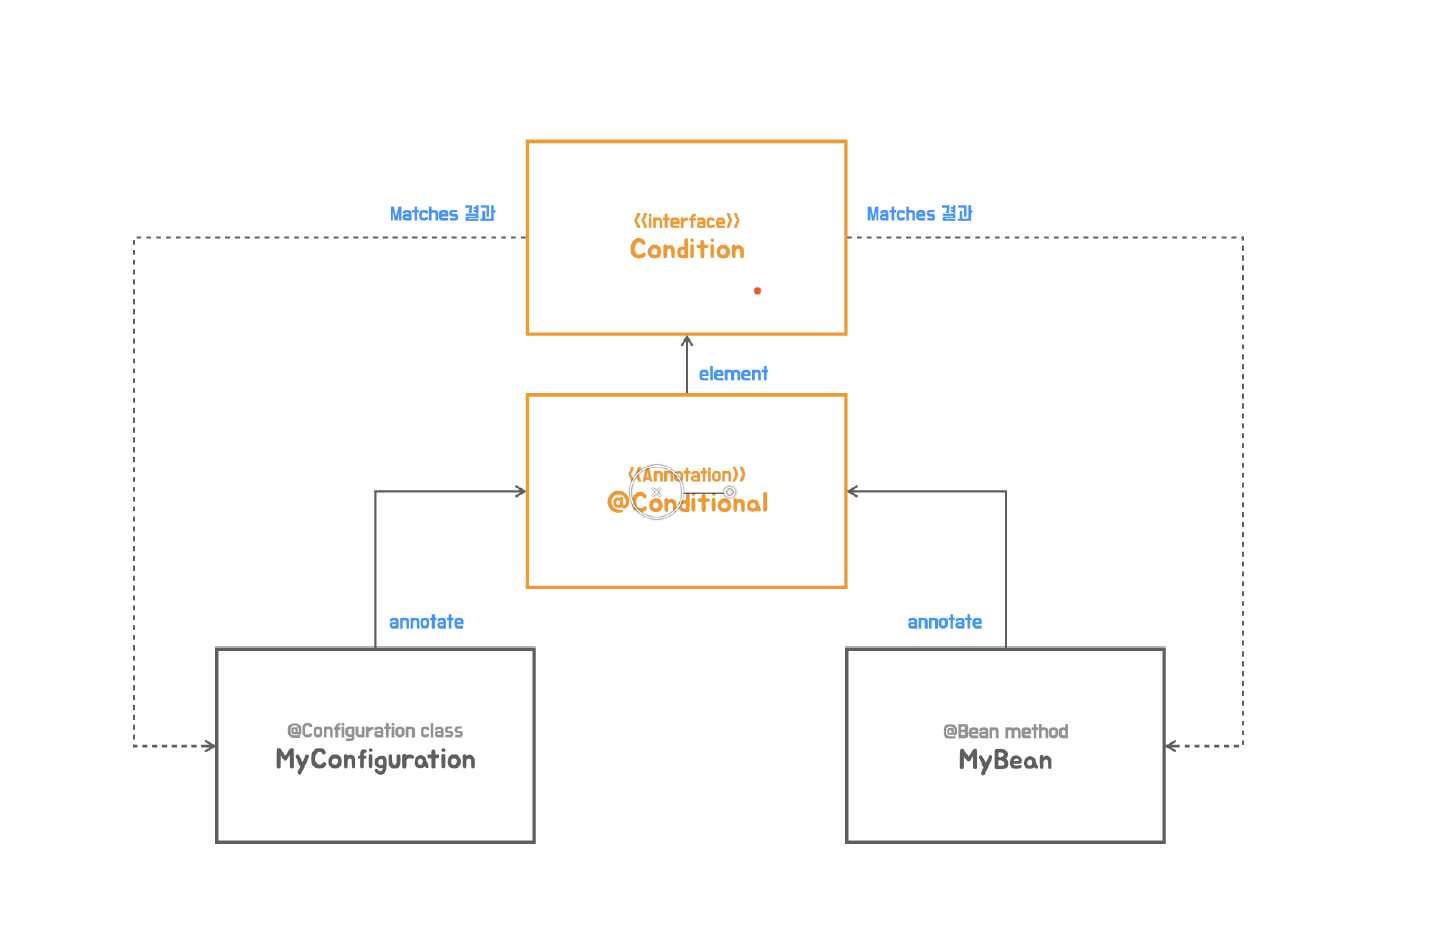 Matches 결과
<<interface>>
Condition
Matches 결과
element
<<Annotation>>
@Conditional
annotate
annotate
@Configuration class
MyConfiguration
@Bean method
MyBean